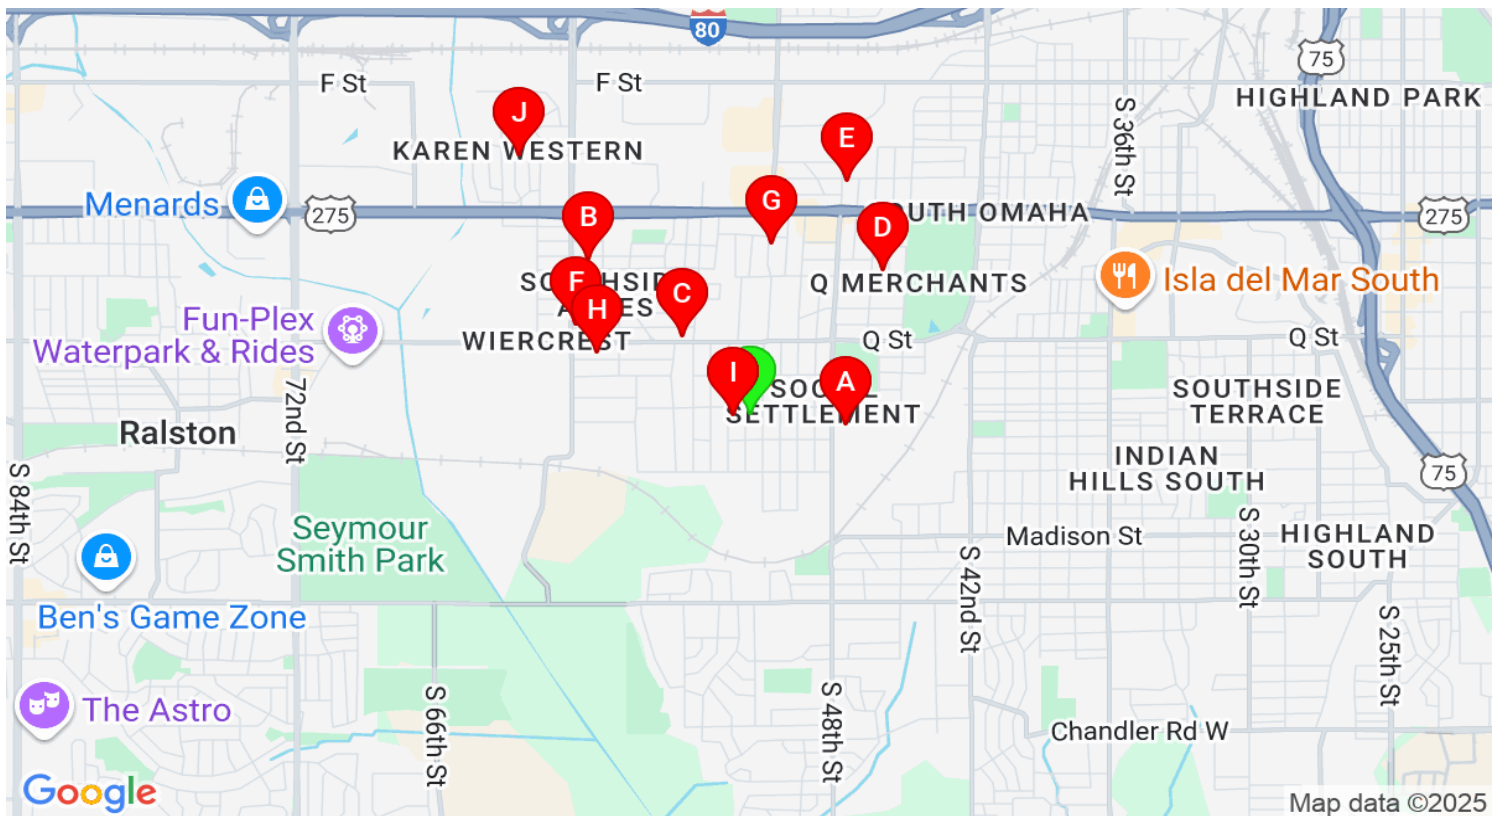 80
75
F St
F St
HIGHLAND PARK
S 36th St
J
E
KAREN WESTERN
Menards
275
B
G
D
OUTH OMAHA
275
F
C
Q MERCHANTS
Isla del Mar South
H
Fun-Plex
Waterpark & Rides
WIERCREST
Q St
Q St
72nd St
I
A
SETTLEMENT
SOUTHSIDE
TERRACE
Ralston
S 84th St
INDIAN
HILLS SOUTH
75
Seymour
Smith Park
Madison St
S 42nd St
S 30th St
HIGHLAND
SOUTH
Ben's Game Zone
S 25th St
The Astro
S 66th St
S 48th St
Chandler Rd W
Google
Map data ©2025